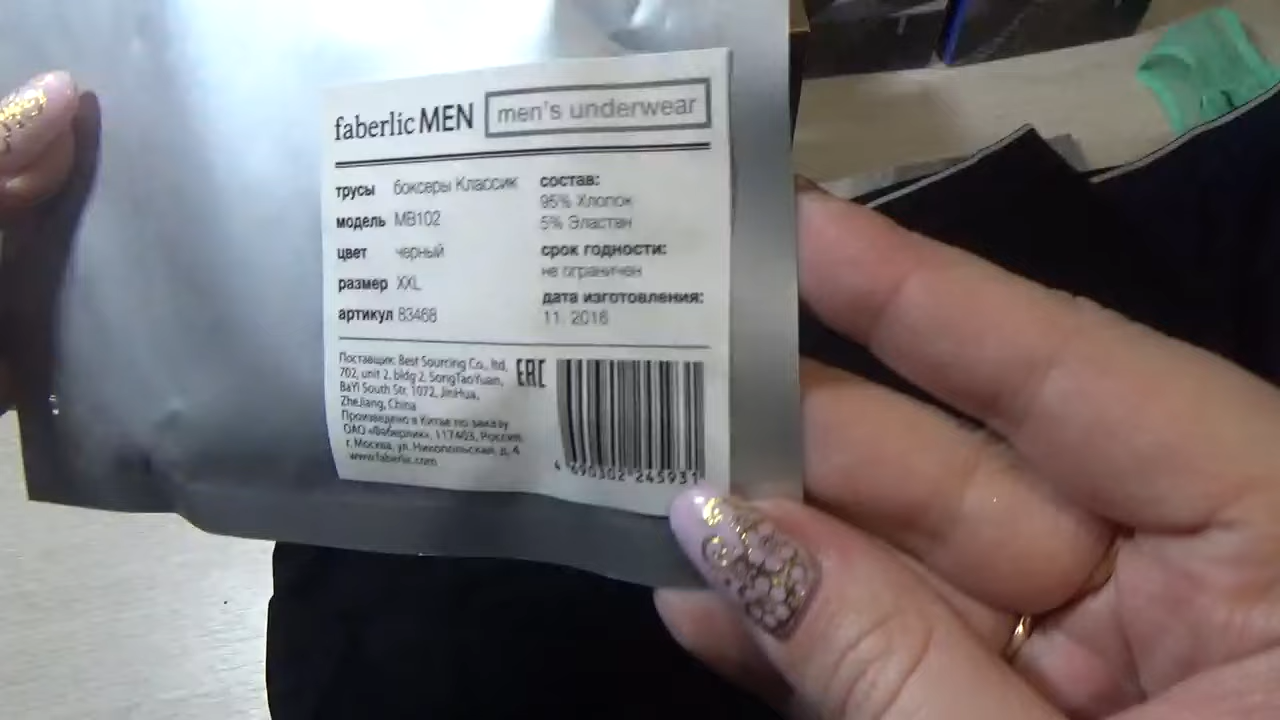 faberlic MEN men's underwear
трусы боксеры Классик
модель MB102
цвет черный
размер XXL
артикул 83468
состав:
95% Хлопок
5% Эластан
срок годности:
не ограничен
дата изготовления:
11. 2016
Поставщик: Best Sourcing Co., ltd,
702, unit 2, bldg 2, SongTaoYuan,
BaYi South Str. 1072, JinHua,
ZheJiang, China
Произведено в Китае по заказу
ОАО «Фаберлик», 117403, Россия,
г. Москва, ул. Никопольская, д. 4
www.faberlic.com
EAC
4 690302 245931